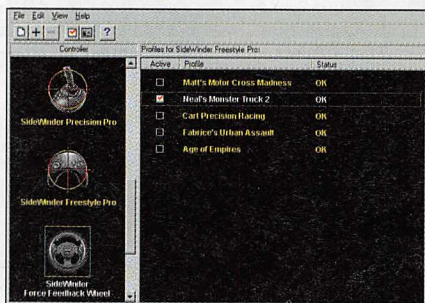 File Edit View Help
?
Controller
Profiles for SideWinder Freestyle Pro:
Active Profile Status
Matt's Motor Cross Madness OK
Neal's Monster Truck 2 OK
Cart Precision Racing OK
Fabrice's Urban Assault OK
Age of Empires OK
SideWinder Precision Pro
SideWinder Freestyle Pro
SideWinder
Force Feedback Wheel